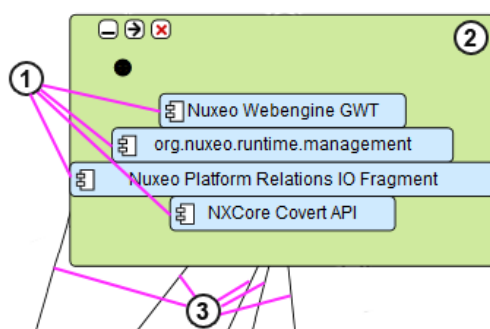 2
1
Nuxeo Webengine GWT
org.nuxeo.runtime.management
Nuxeo Platform Relations IO Fragment
NXCore Covert API
3